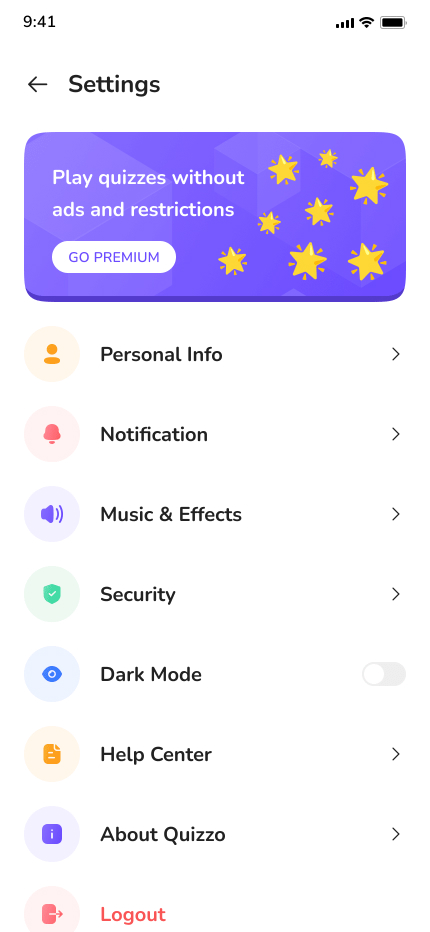 9:41
Settings
Play quizzes without
ads and restrictions
GO PREMIUM
Personal Info
Notification
Music & Effects
Security
Dark Mode
Help Center
About Quizzo
Logout